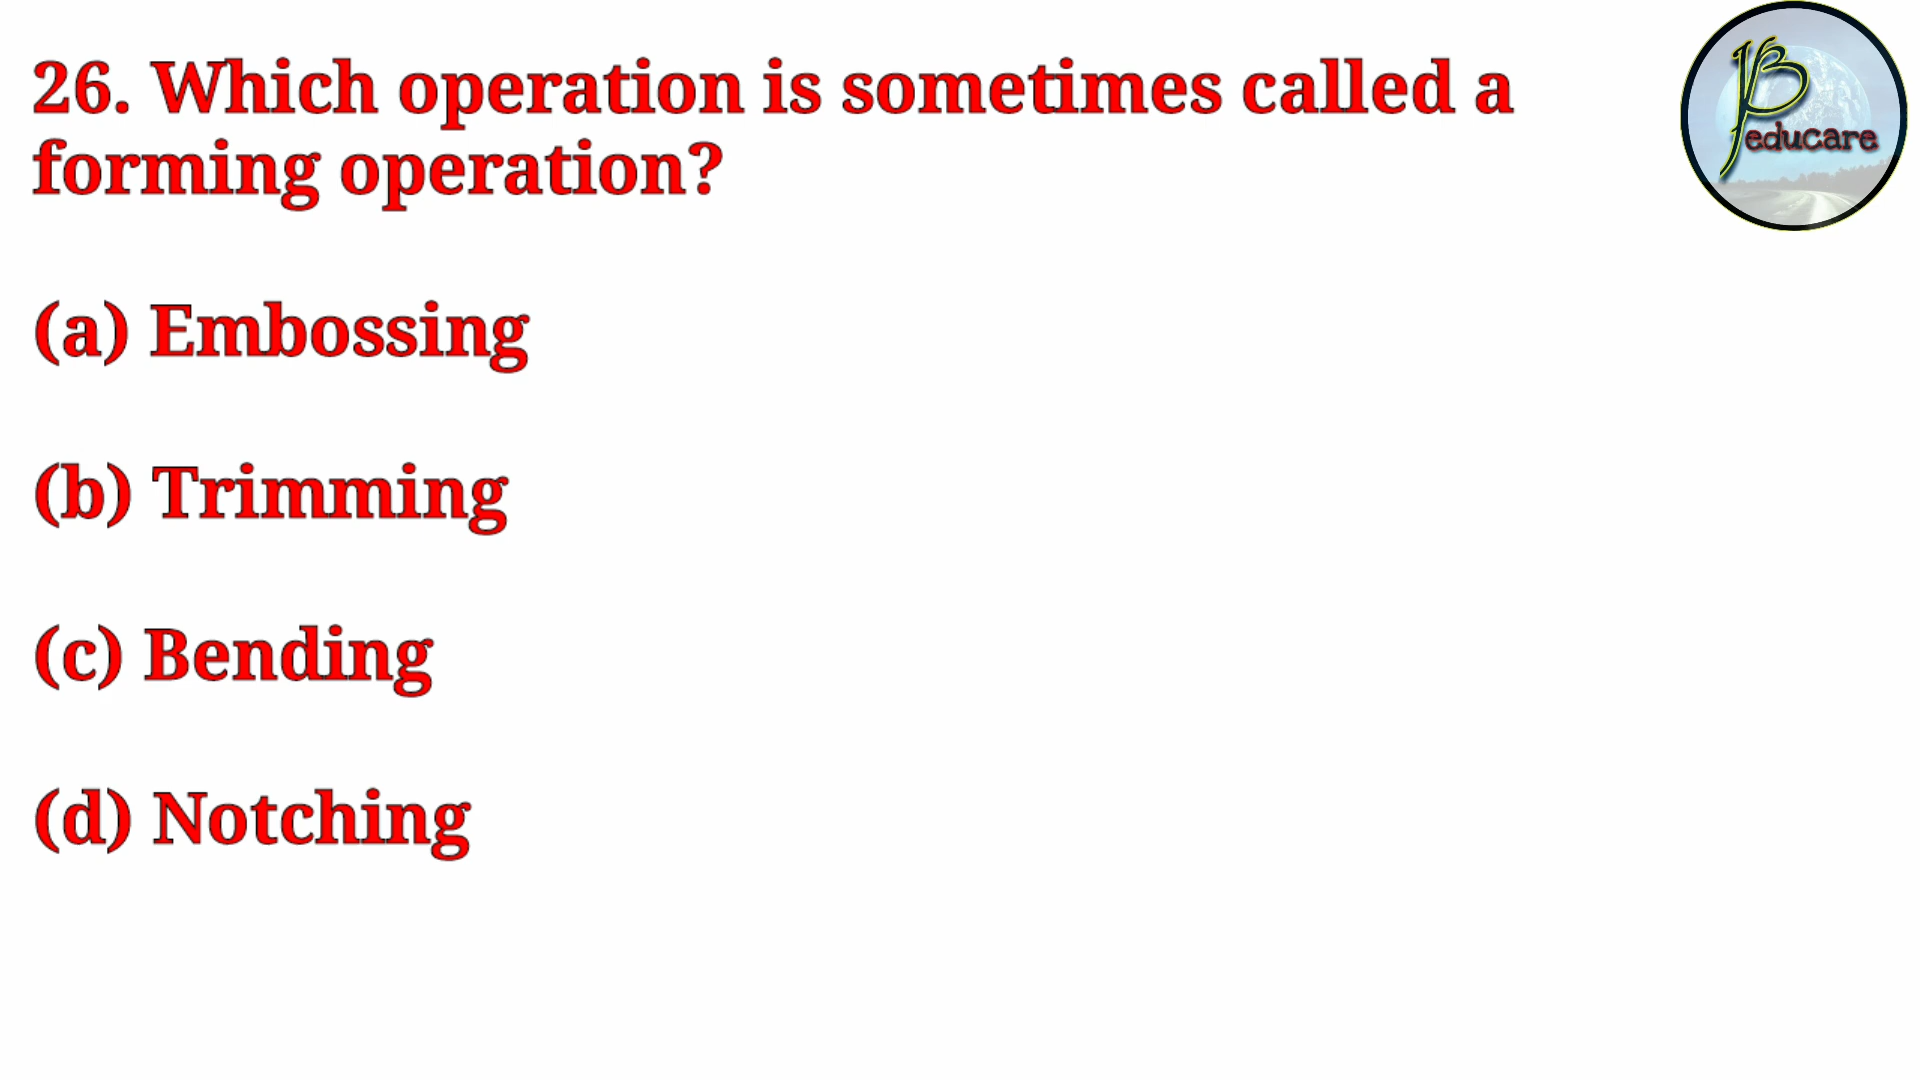 26. Which operation is sometimes called a
forming operation?
(a) Embossing
(b) Trimming
(c) Bending
(d) Notching
educare